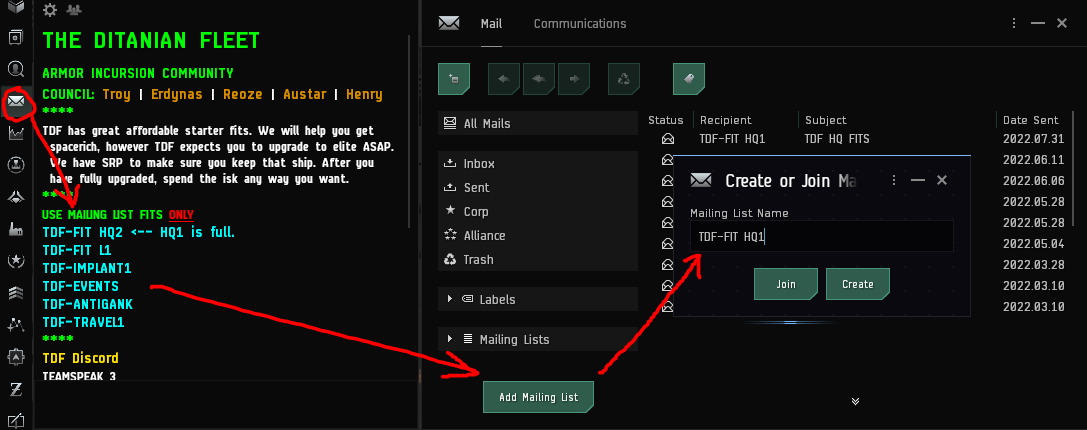 THE DITANIAN FLEET
ARMOR INCURSION COMMUNITY
COUNCIL: Troy | Erdynas | Reoze | Austar | Henry
****
TDF has great affordable starter fits. We will help you get
spacerich, however TDF expects you to upgrade to elite ASAP.
We have SRP to make sure you keep that ship. After you
have fully upgraded, spend the isk any way you want.
****
USE MAILING LIST FITS ONLY
TDF-FIT HQ2 <-- HQ1 is full.
TDF-FIT L1
TDF-IMPLANT1
TDF-EVENTS
TDF-ANTIGANK
TDF-TRAVEL1
****
TDF Discord
TEAMSPEAK 3
Mail Communications
All Mails
Inbox
Sent
Corp
Alliance
Trash
Labels
Mailing Lists
Add Mailing List
Status Recipient Subject Date Sent
TDF-FIT HQ1 TDF HQ FITS 2022.07.31
2022.06.11
2022.06.06
2022.05.28
2022.05.28
2022.05.04
2022.03.28
2022.03.10
2022.03.10
Create or Join Ma
Mailing List Name
TDF-FIT HQ1
Join Create